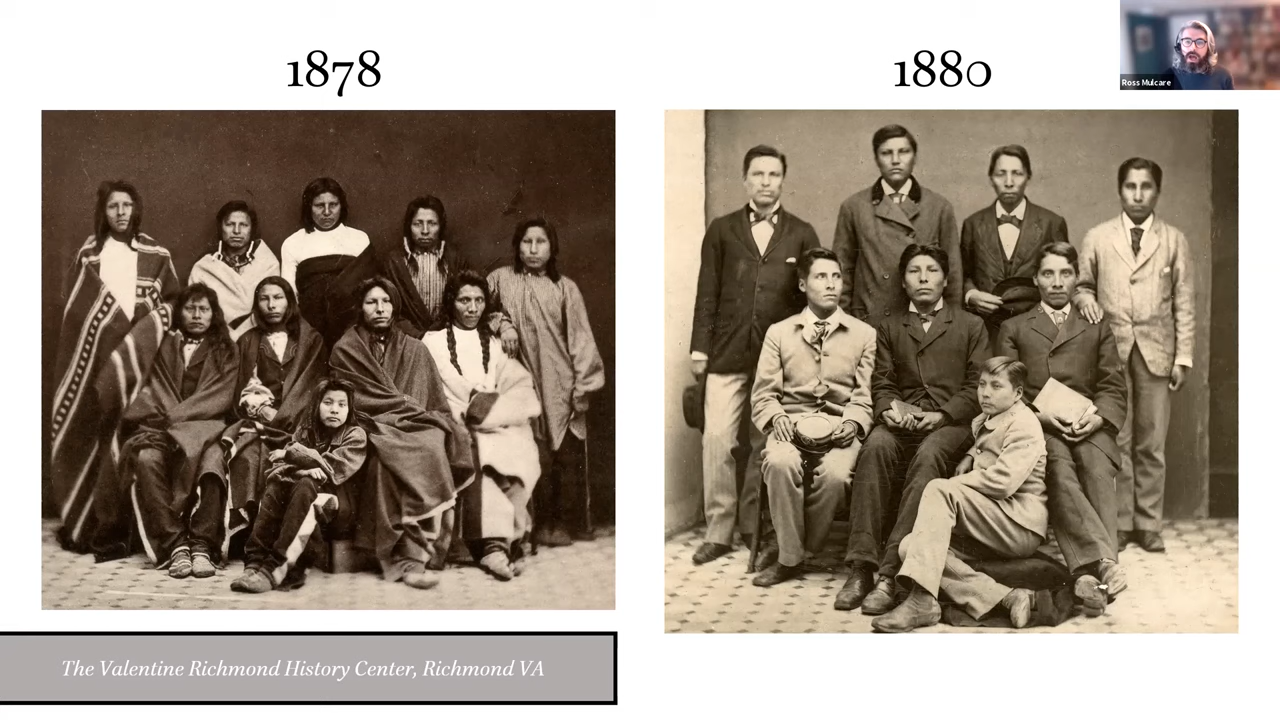 1878
1880
Ross Mulcare
The Valentine Richmond History Center, Richmond VA